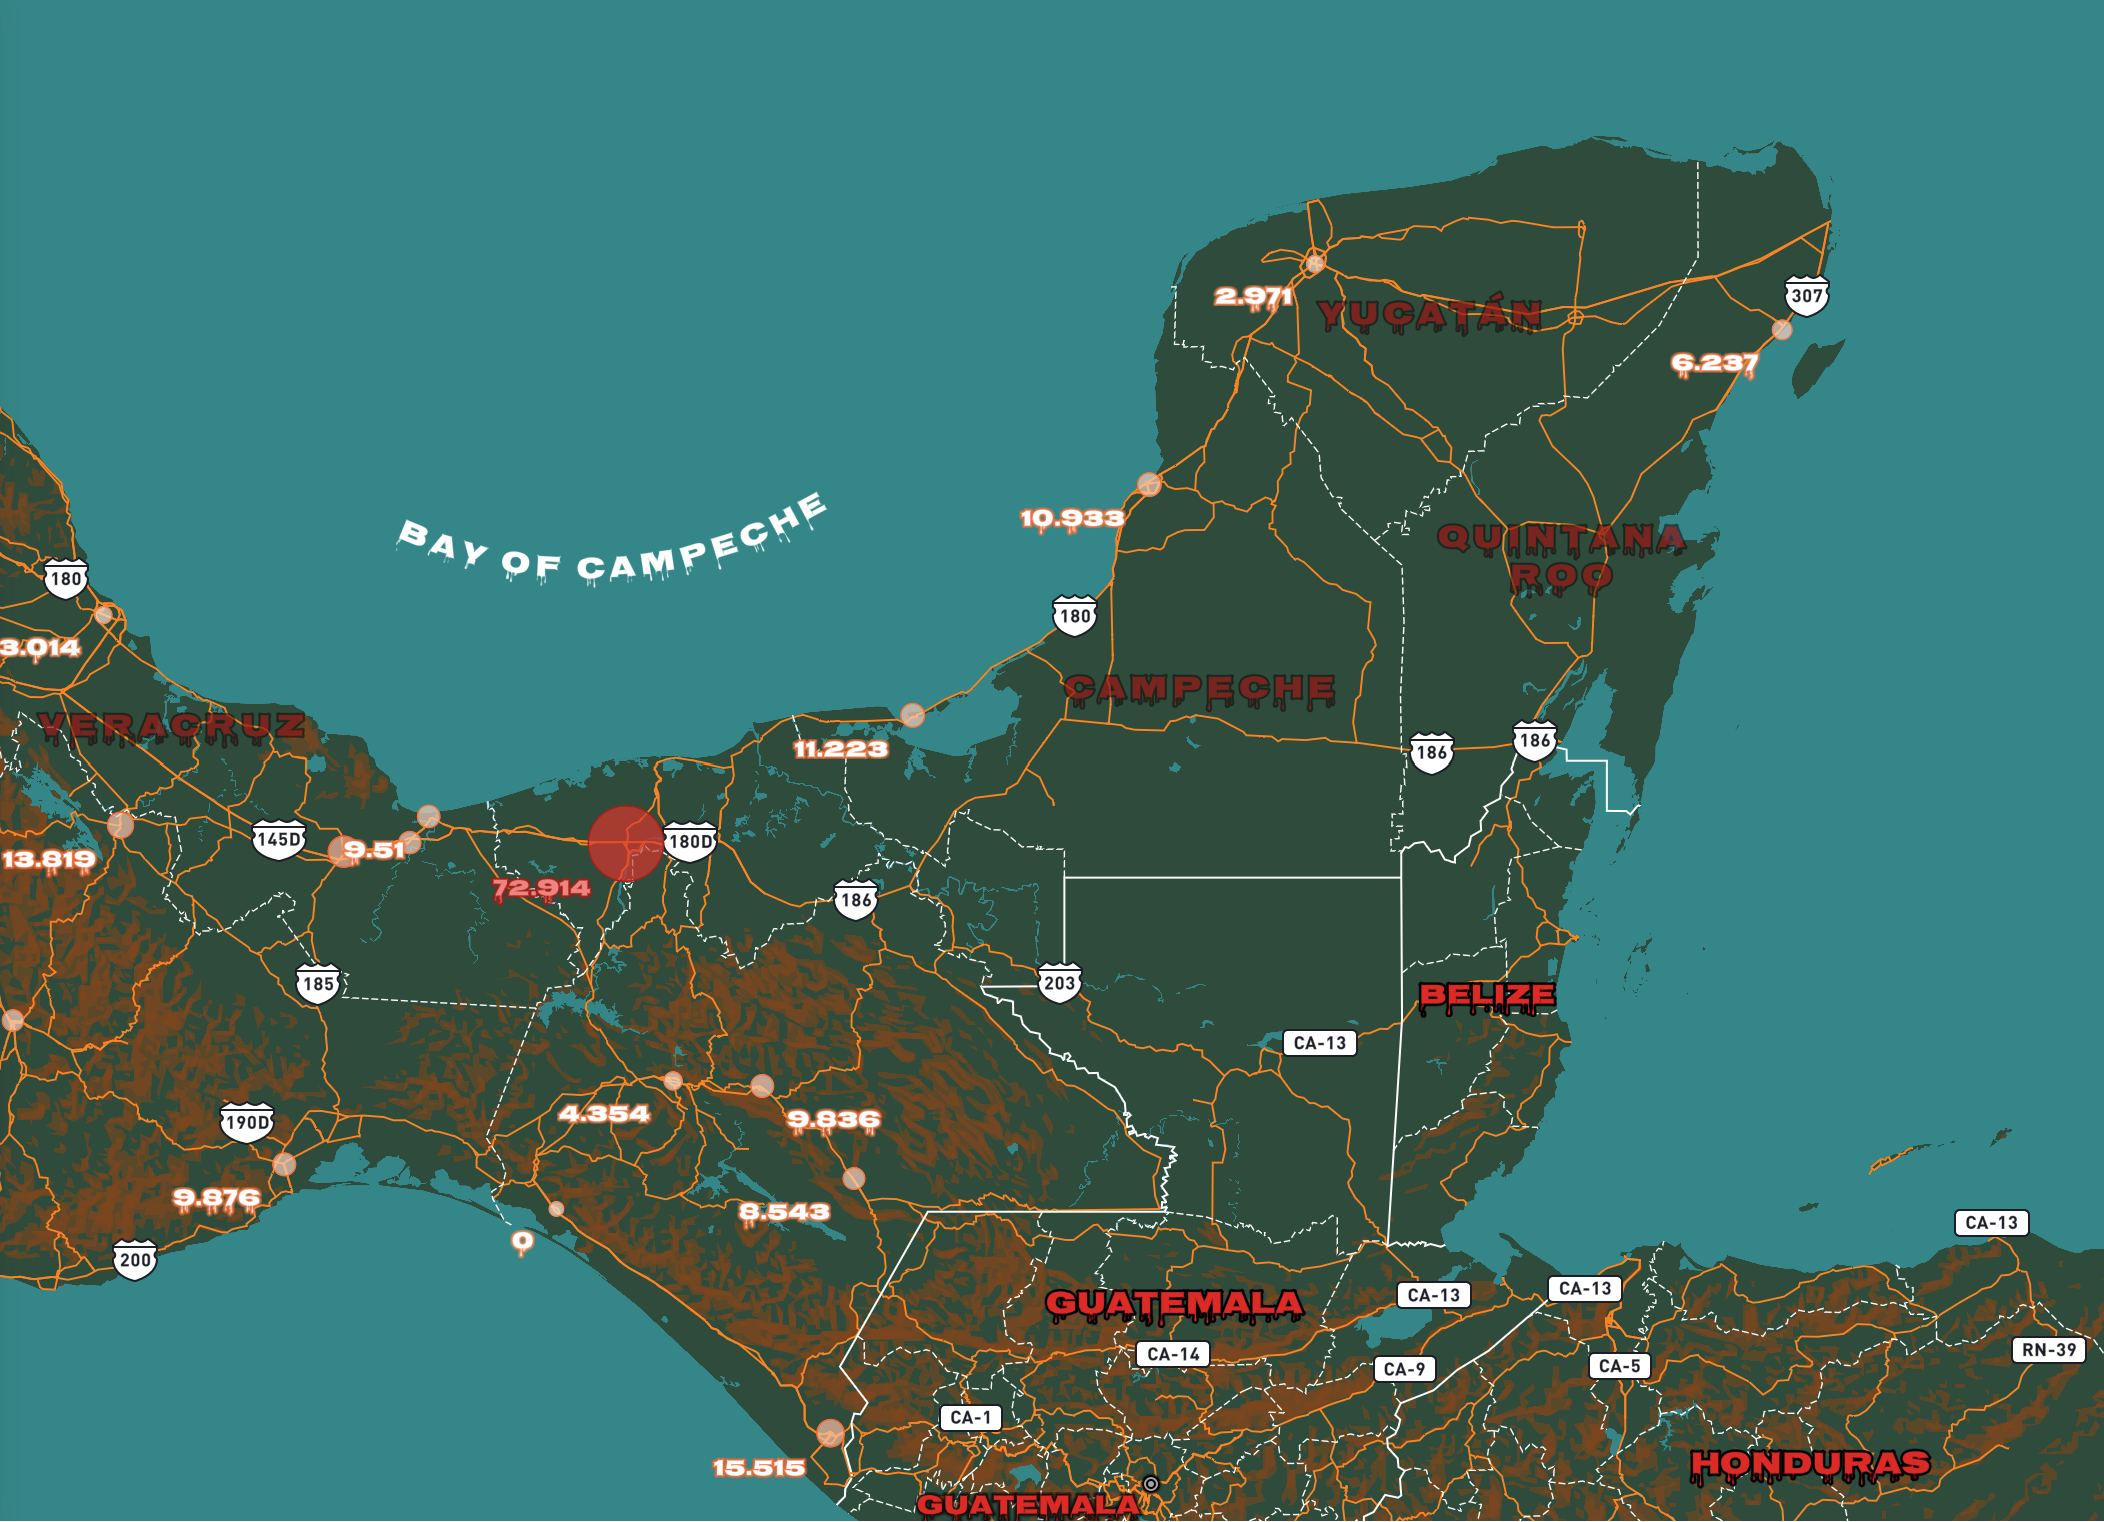 2.971
YUCATÁN
307
6.237
BAY OF CAMPECHE
10.933
QUINTANA
ROO
180
180
3.014
CAMPECHE
VERACRUZ
11.223
186
186
145D
9.51
180D
13.819
72.914
186
185
203
BELIZE
CA-13
190D
4.354
9.836
9.876
8.543
0
200
CA-13
GUATEMALA
CA-13
CA-13
CA-14
CA-9
CA-5
RN-39
CA-1
15.515
HONDURAS
GUATEMALA